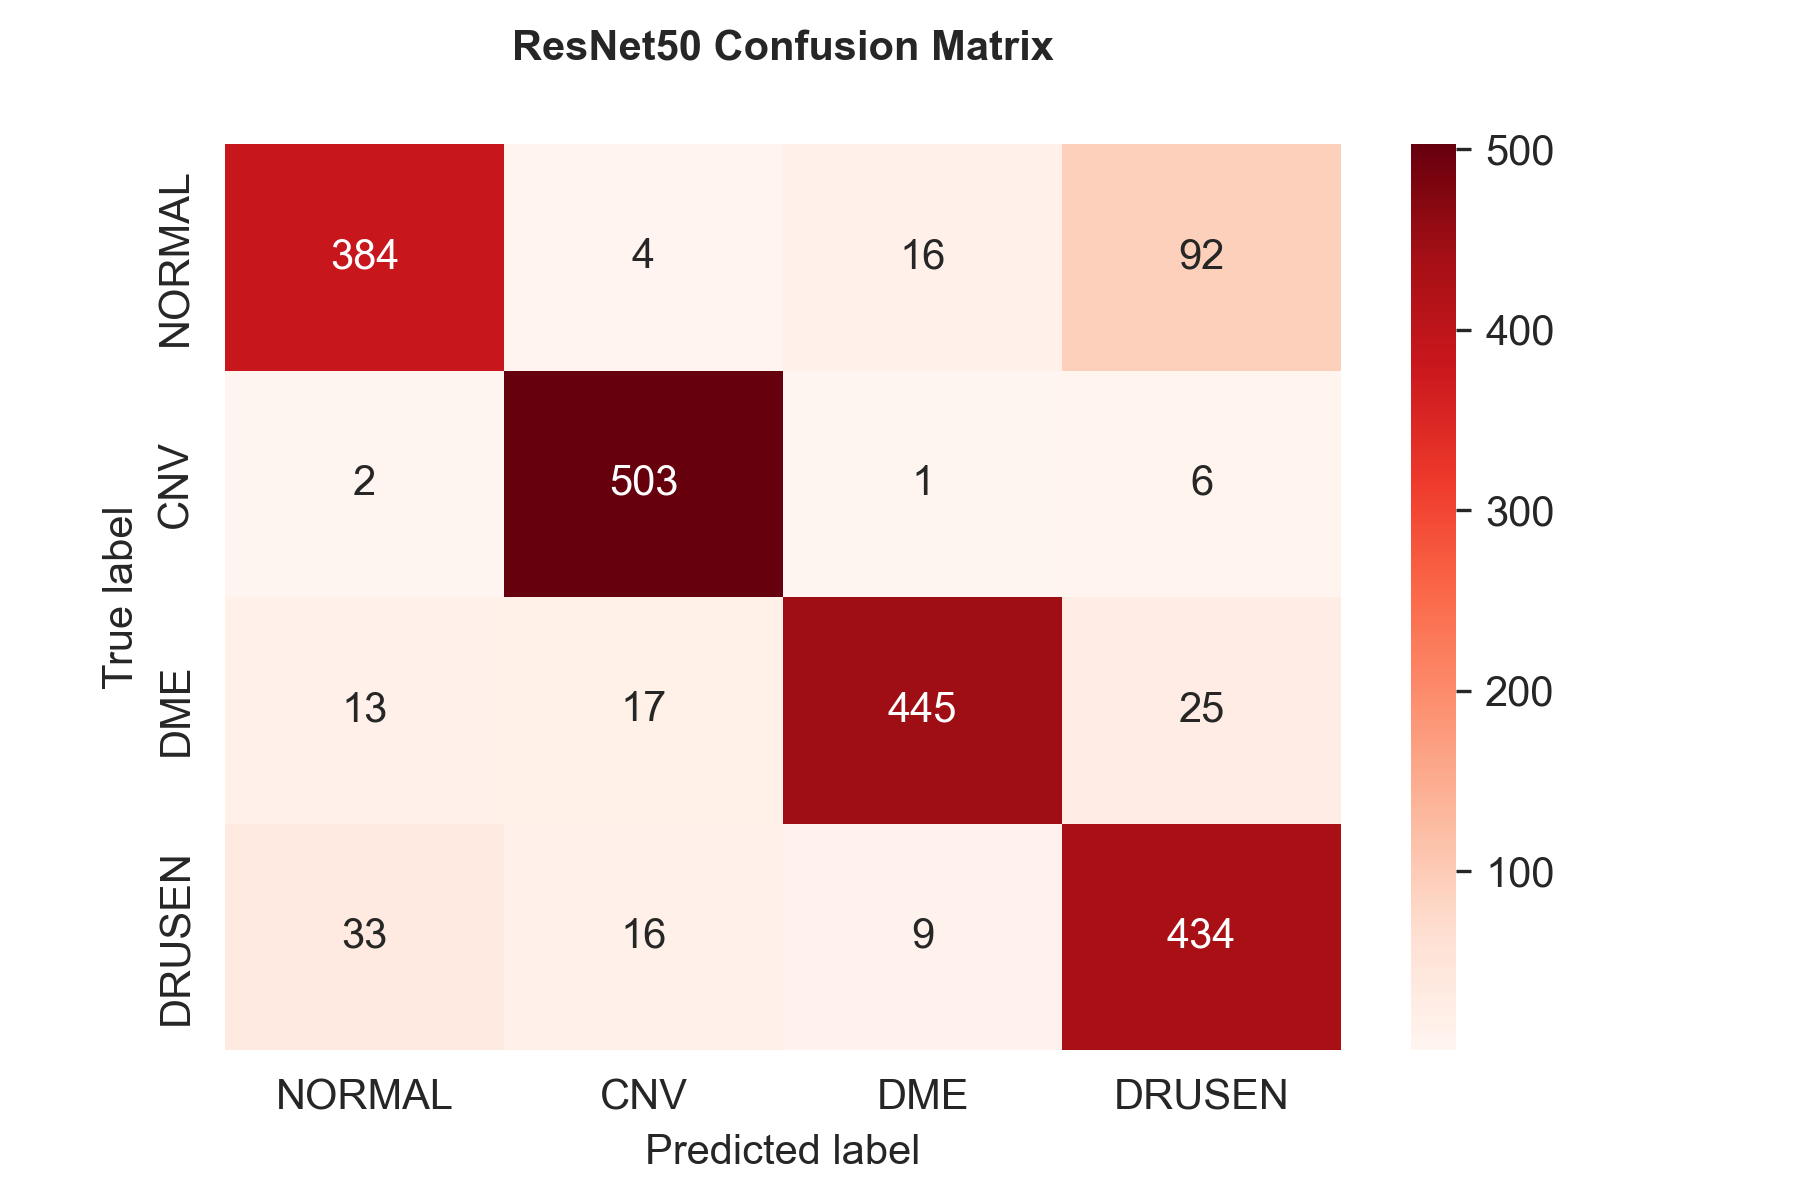 ResNet50 Confusion Matrix
True label
NORMAL 384 4 16 92
CNV 2 503 1 6
DME 13 17 445 25
DRUSEN 33 16 9 434
NORMAL CNV DME DRUSEN
Predicted label
500
400
300
200
100